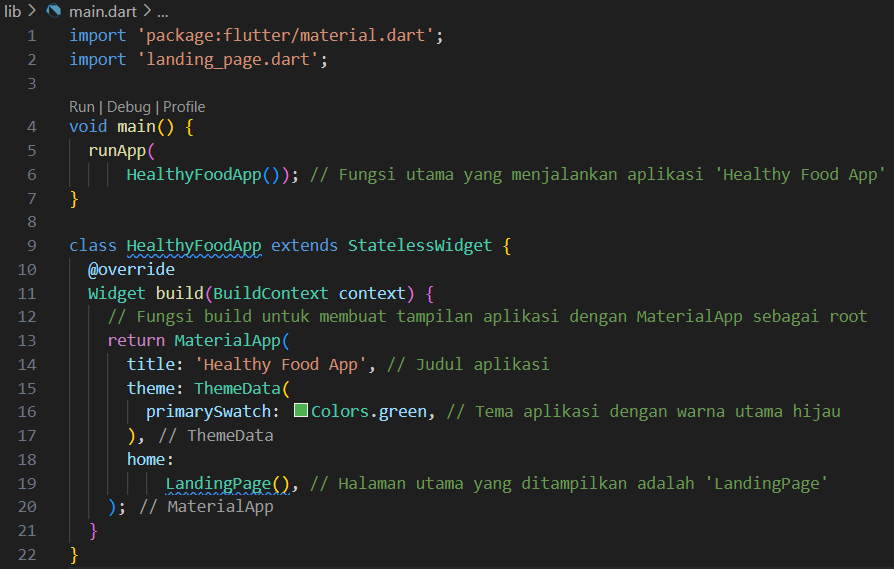 lib > main.dart > ...
1 import 'package:flutter/material.dart';
2 import 'landing_page.dart';
3
Run | Debug | Profile
4 void main() {
5   runApp(
6       HealthyFoodApp()); // Fungsi utama yang menjalankan aplikasi 'Healthy Food App'
7 }
8
9 class HealthyFoodApp extends StatelessWidget {
10   @override
11   Widget build(BuildContext context) {
12     // Fungsi build untuk membuat tampilan aplikasi dengan MaterialApp sebagai root
13     return MaterialApp(
14       title: 'Healthy Food App', // Judul aplikasi
15       theme: ThemeData(
16         primarySwatch: Colors.green, // Tema aplikasi dengan warna utama hijau
17       ), // ThemeData
18       home:
19           LandingPage(), // Halaman utama yang ditampilkan adalah 'LandingPage'
20     ); // MaterialApp
21   }
22 }